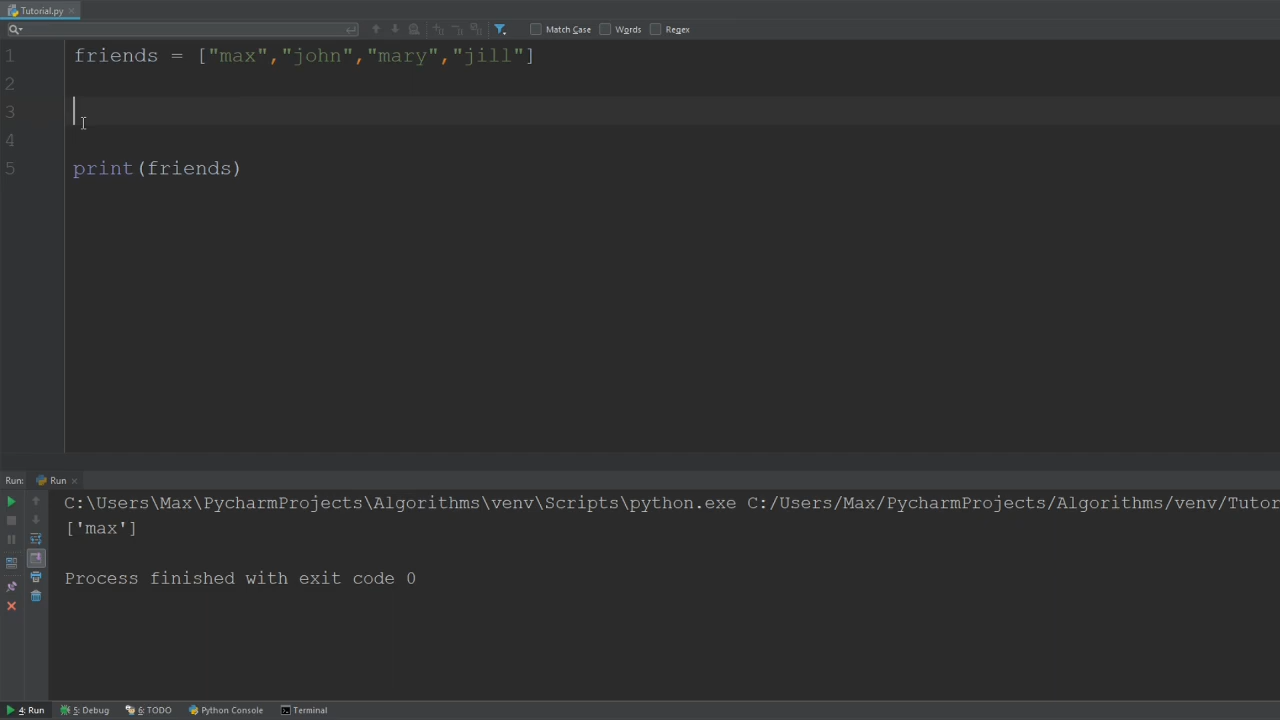 Tutorial.py
Match Case Words Regex
1 friends = ["max","john","mary","jill"]
2
3
4
5 print(friends)
Run: Run
C:\Users\Max\PycharmProjects\Algorithms\venv\Scripts\python.exe C:/Users/Max/PycharmProjects/Algorithms/venv/Tutor
['max']
Process finished with exit code 0
4: Run 5: Debug 6: TODO Python Console Terminal